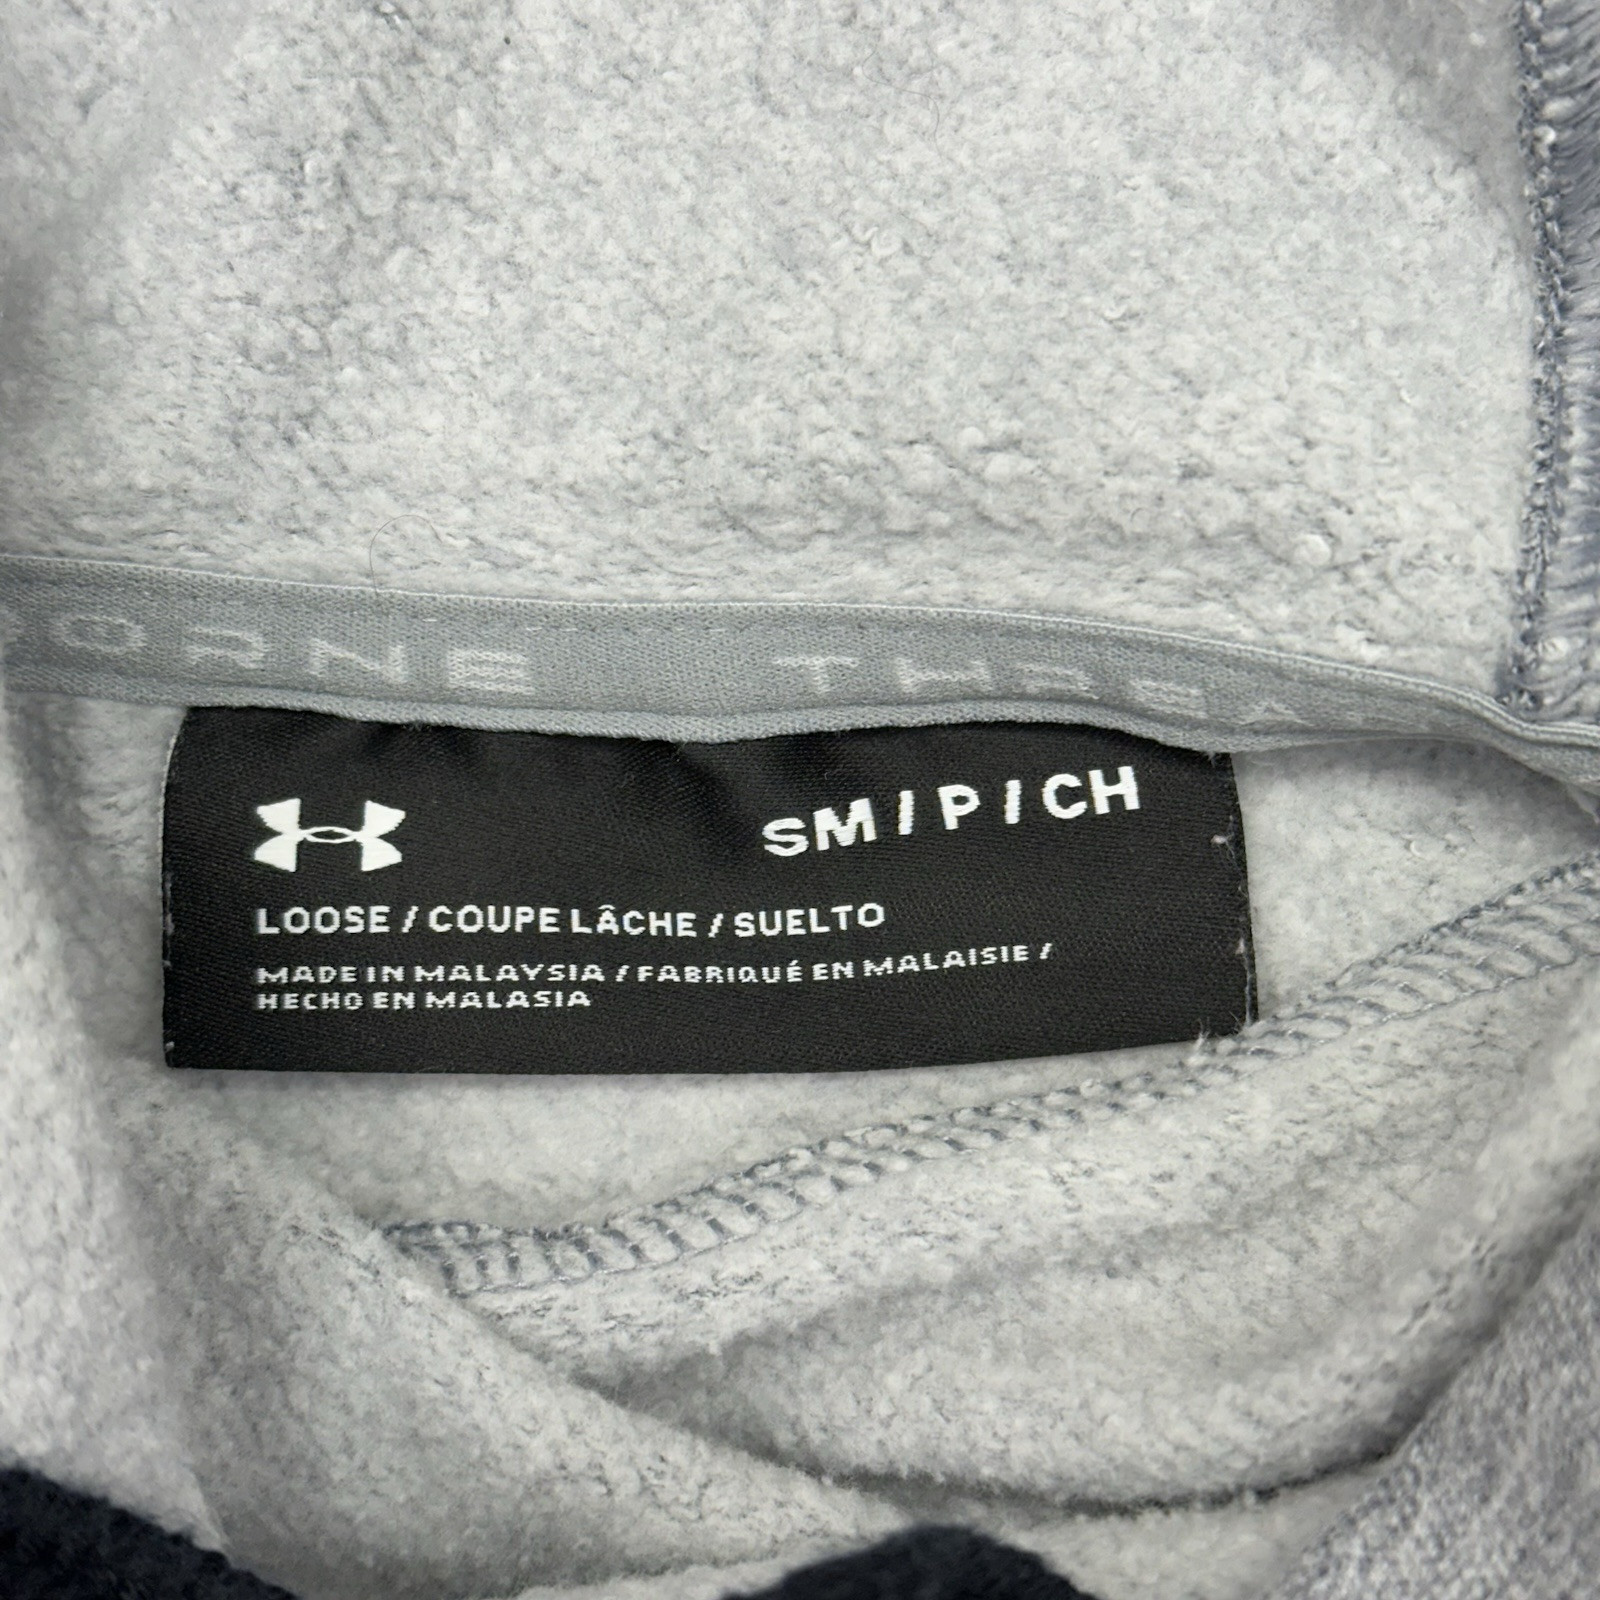 ORNE THREA
SM / P / CH
LOOSE / COUPE LÂCHE / SUELTO
MADE IN MALAYSIA / FABRIQUÉ EN MALAISIE /
HECHO EN MALASIA